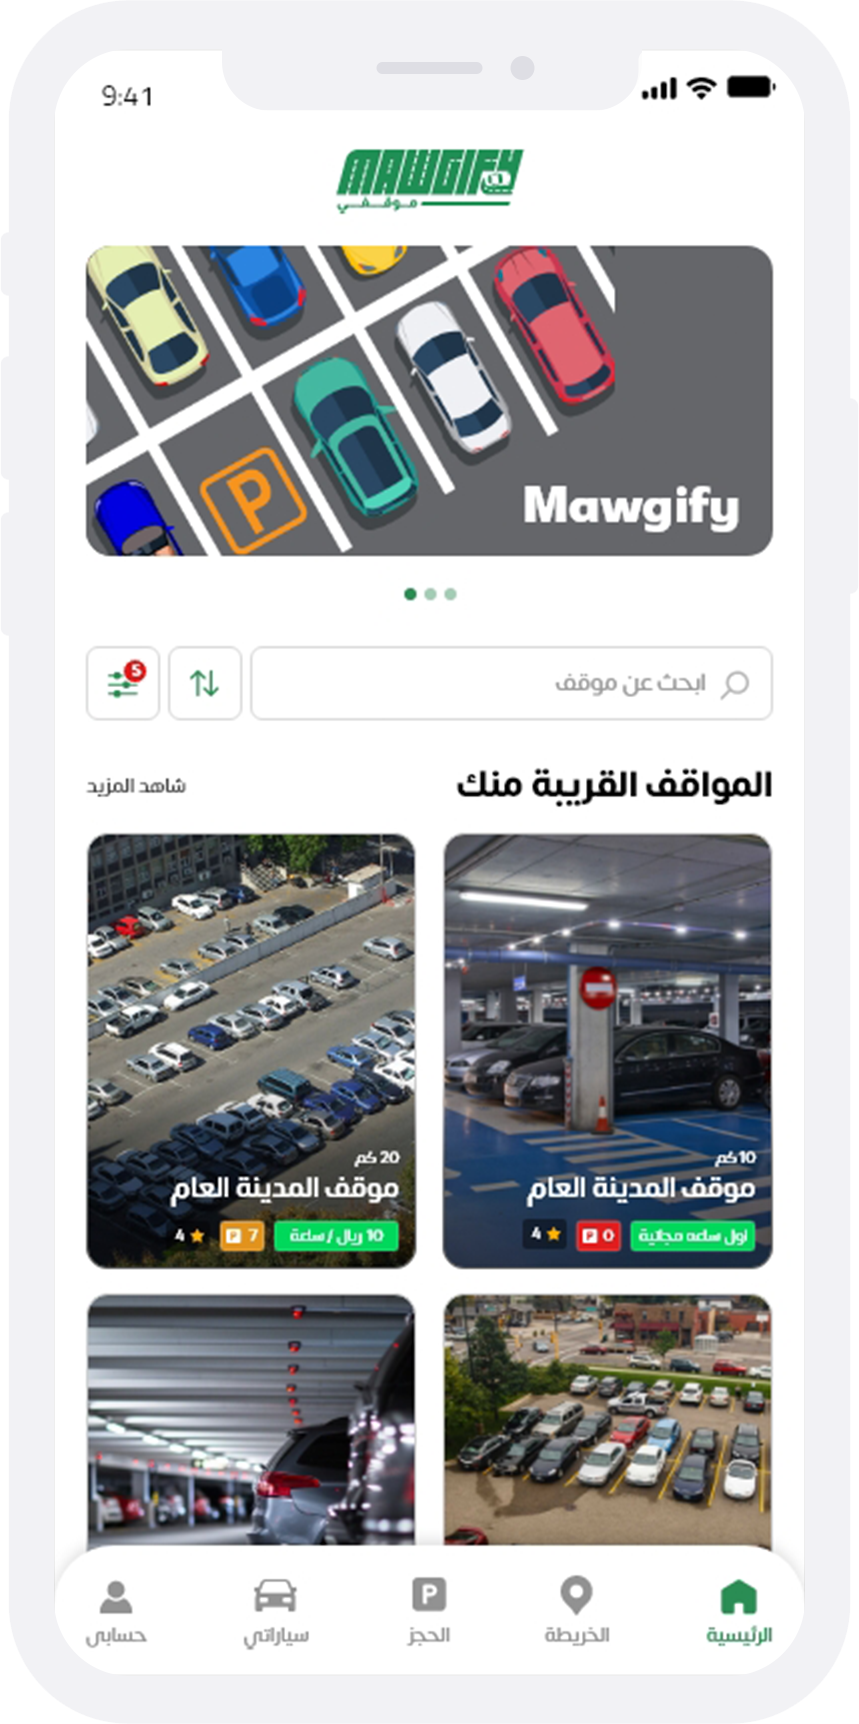 9:41
MAWGIFY
موقفي
P
Mawgify
ابحث عن موقف
5
المواقف القريبة منك
شاهد المزيد
10 كم
موقف المدينة العام
اول ساعه مجانية
0 P
4
20 كم
موقف المدينة العام
10 ريال / ساعة
7 P
4
P
الرئيسية
الخريطة
الحجز
سياراتي
حسابى